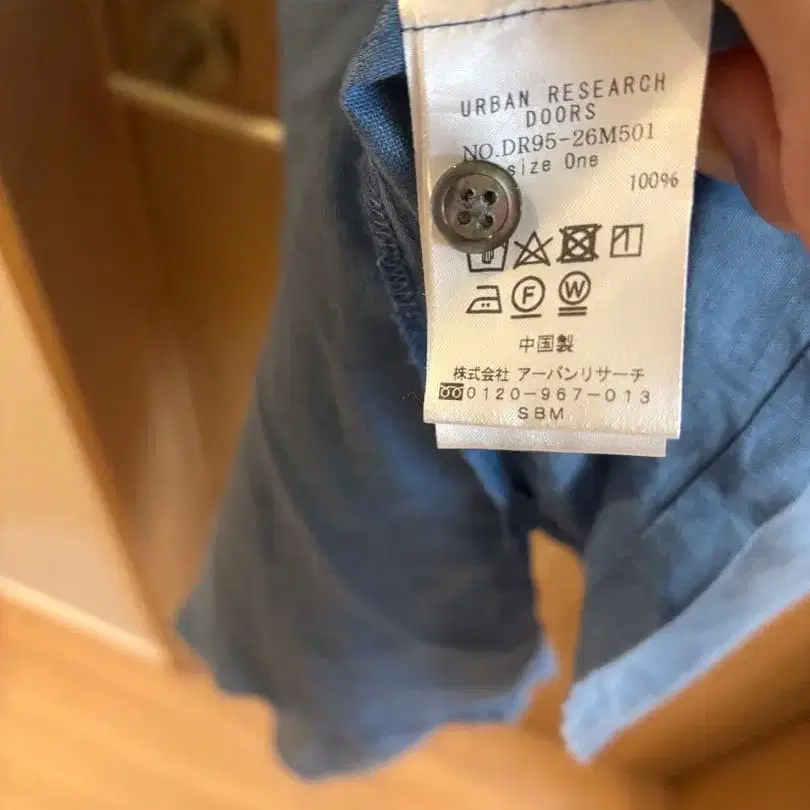 URBAN RESEARCH
DOORS
NO.DR95-26M501
size One
100%
F W
中国製
株式会社 アーバンリサーチ
0120-967-013
SBM